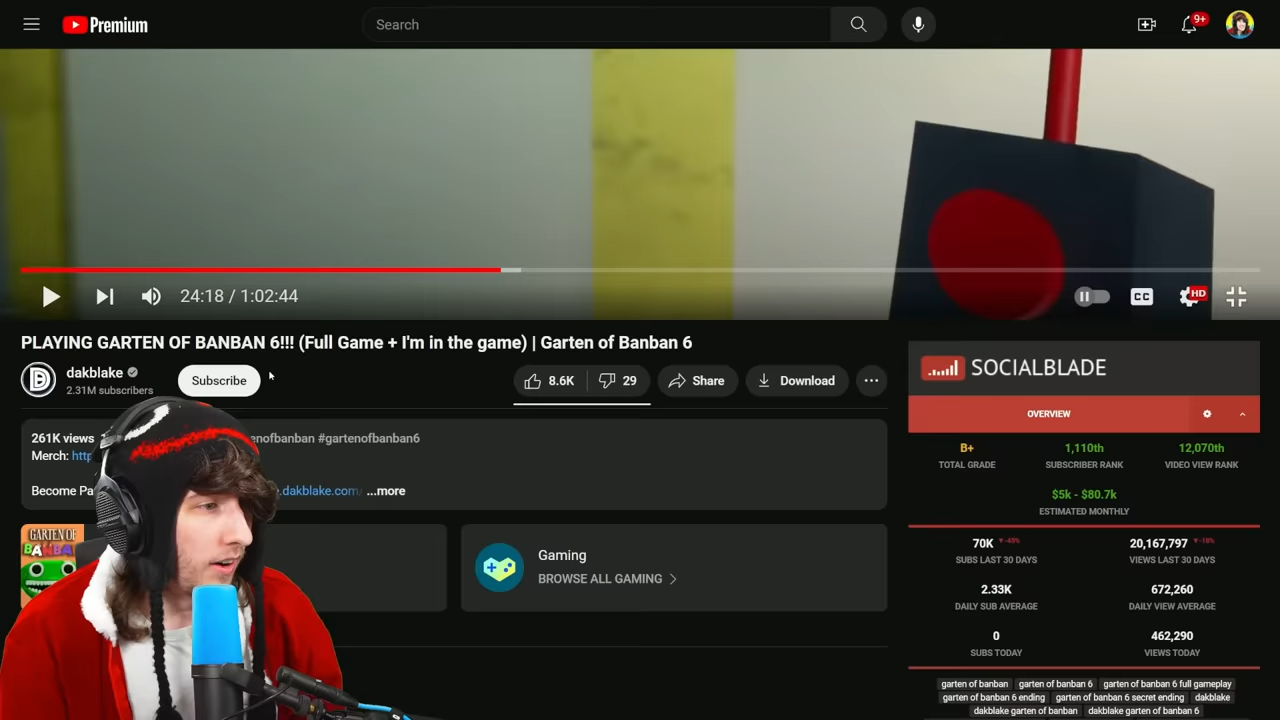 Premium
Search
9+
24:18 / 1:02:44
CC
HD
PLAYING GARTEN OF BANBAN 6!!! (Full Game + I'm in the game) | Garten of Banban 6
dakblake
2.31M subscribers
Subscribe
8.6K
29
Share
Download
261K views
#gartenofbanban6
Merch:
Become
.dakblake.com/ ...more
GARTEN OF
Gaming
BROWSE ALL GAMING
SOCIALBLADE
OVERVIEW
B+ 1,110th 12,070th
TOTAL GRADE SUBSCRIBER RANK VIDEO VIEW RANK
$5k - $80.7k
ESTIMATED MONTHLY
70K 20,167,797
SUBS LAST 30 DAYS VIEWS LAST 30 DAYS
2.33K 672,260
DAILY SUB AVERAGE DAILY VIEW AVERAGE
0 462,290
SUBS TODAY VIEWS TODAY
garten of banban garten of banban 6 garten of banban 6 full gameplay
garten of banban 6 ending garten of banban 6 secret ending dakblake
dakblake garten of banban dakblake garten of banban 6